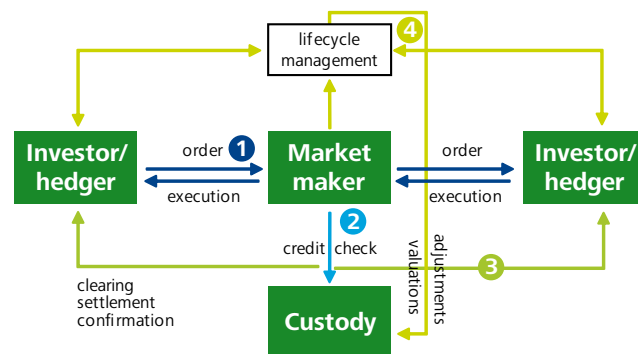 lifecycle
management
4
Investor/
hedger
order 1
execution
Market
maker
order
execution
Investor/
hedger
2
credit check
adjustments
valuations
3
clearing
settlement
confirmation
Custody